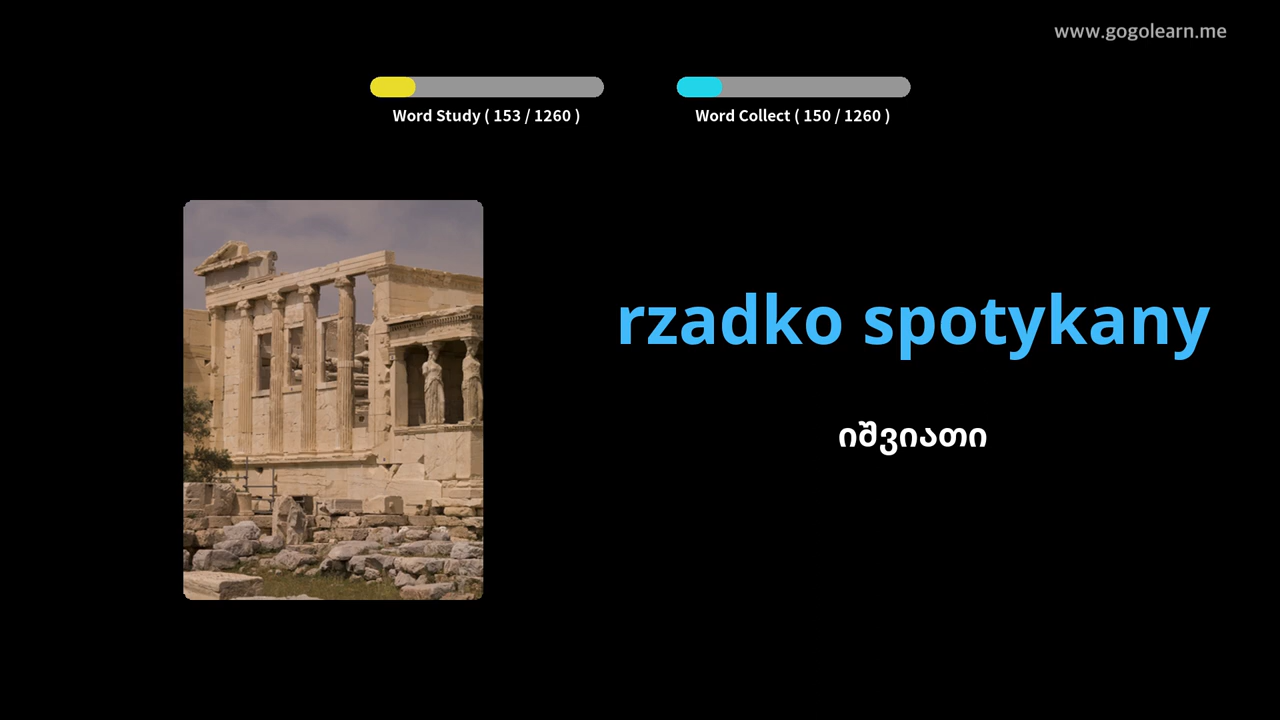 www.gogolearn.me
Word Study ( 153 / 1260 )
Word Collect ( 150 / 1260 )
rzadko spotykany
იშვიათი